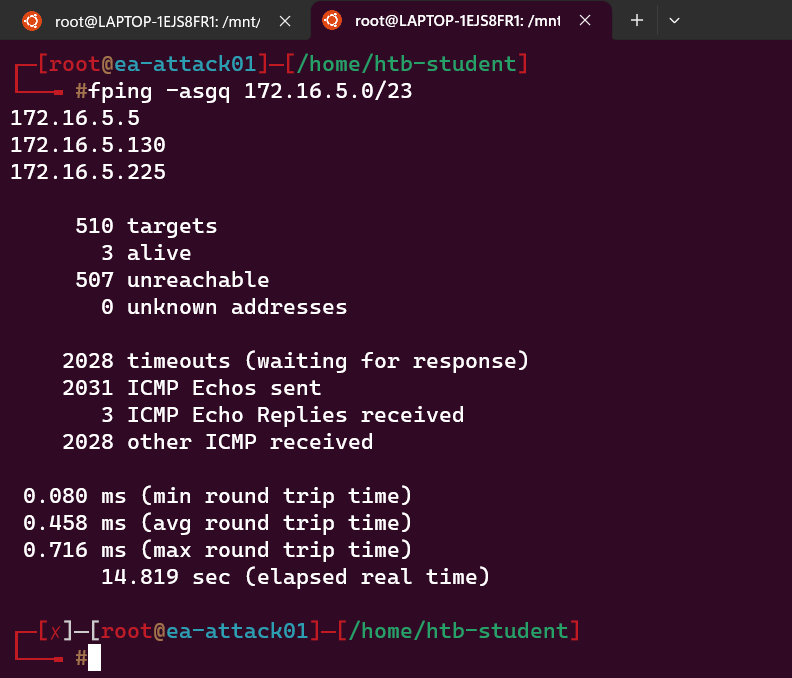 root@LAPTOP-1EJS8FR1: /mnt/
root@LAPTOP-1EJS8FR1: /mnt
┌─[root@ea-attack01]─[/home/htb-student]
└──╼ #fping -asgq 172.16.5.0/23
172.16.5.5
172.16.5.130
172.16.5.225
510 targets
3 alive
507 unreachable
0 unknown addresses
2028 timeouts (waiting for response)
2031 ICMP Echos sent
3 ICMP Echo Replies received
2028 other ICMP received
0.080 ms (min round trip time)
0.458 ms (avg round trip time)
0.716 ms (max round trip time)
14.819 sec (elapsed real time)
┌─[✗]─[root@ea-attack01]─[/home/htb-student]
└──╼ #